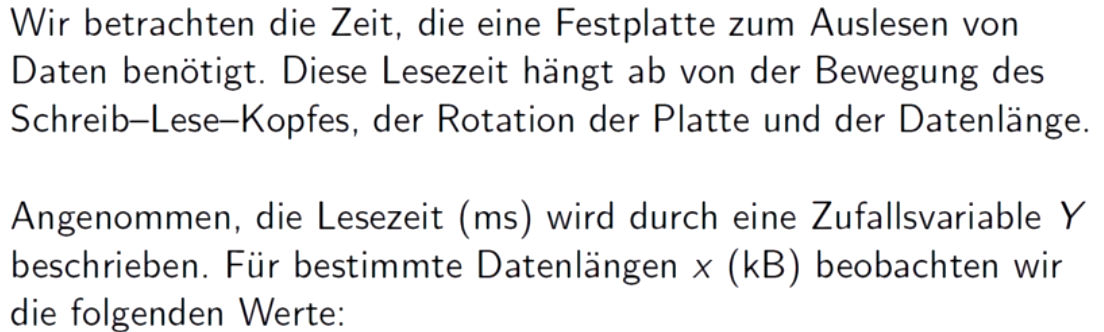 Wir betrachten die Zeit, die eine Festplatte zum Auslesen von
Daten benötigt. Diese Lesezeit hängt ab von der Bewegung des
Schreib–Lese–Kopfes, der Rotation der Platte und der Datenlänge.
Angenommen, die Lesezeit (ms) wird durch eine Zufallsvariable Y
beschrieben. Für bestimmte Datenlängen x (kB) beobachten wir
die folgenden Werte: